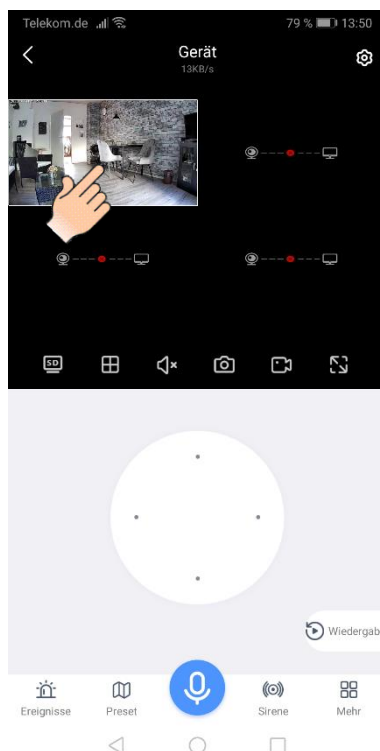 Telekom.de 79 % 13:50
Gerät
13KB/s
SD
Wiedergab
Ereignisse Preset Sirene Mehr